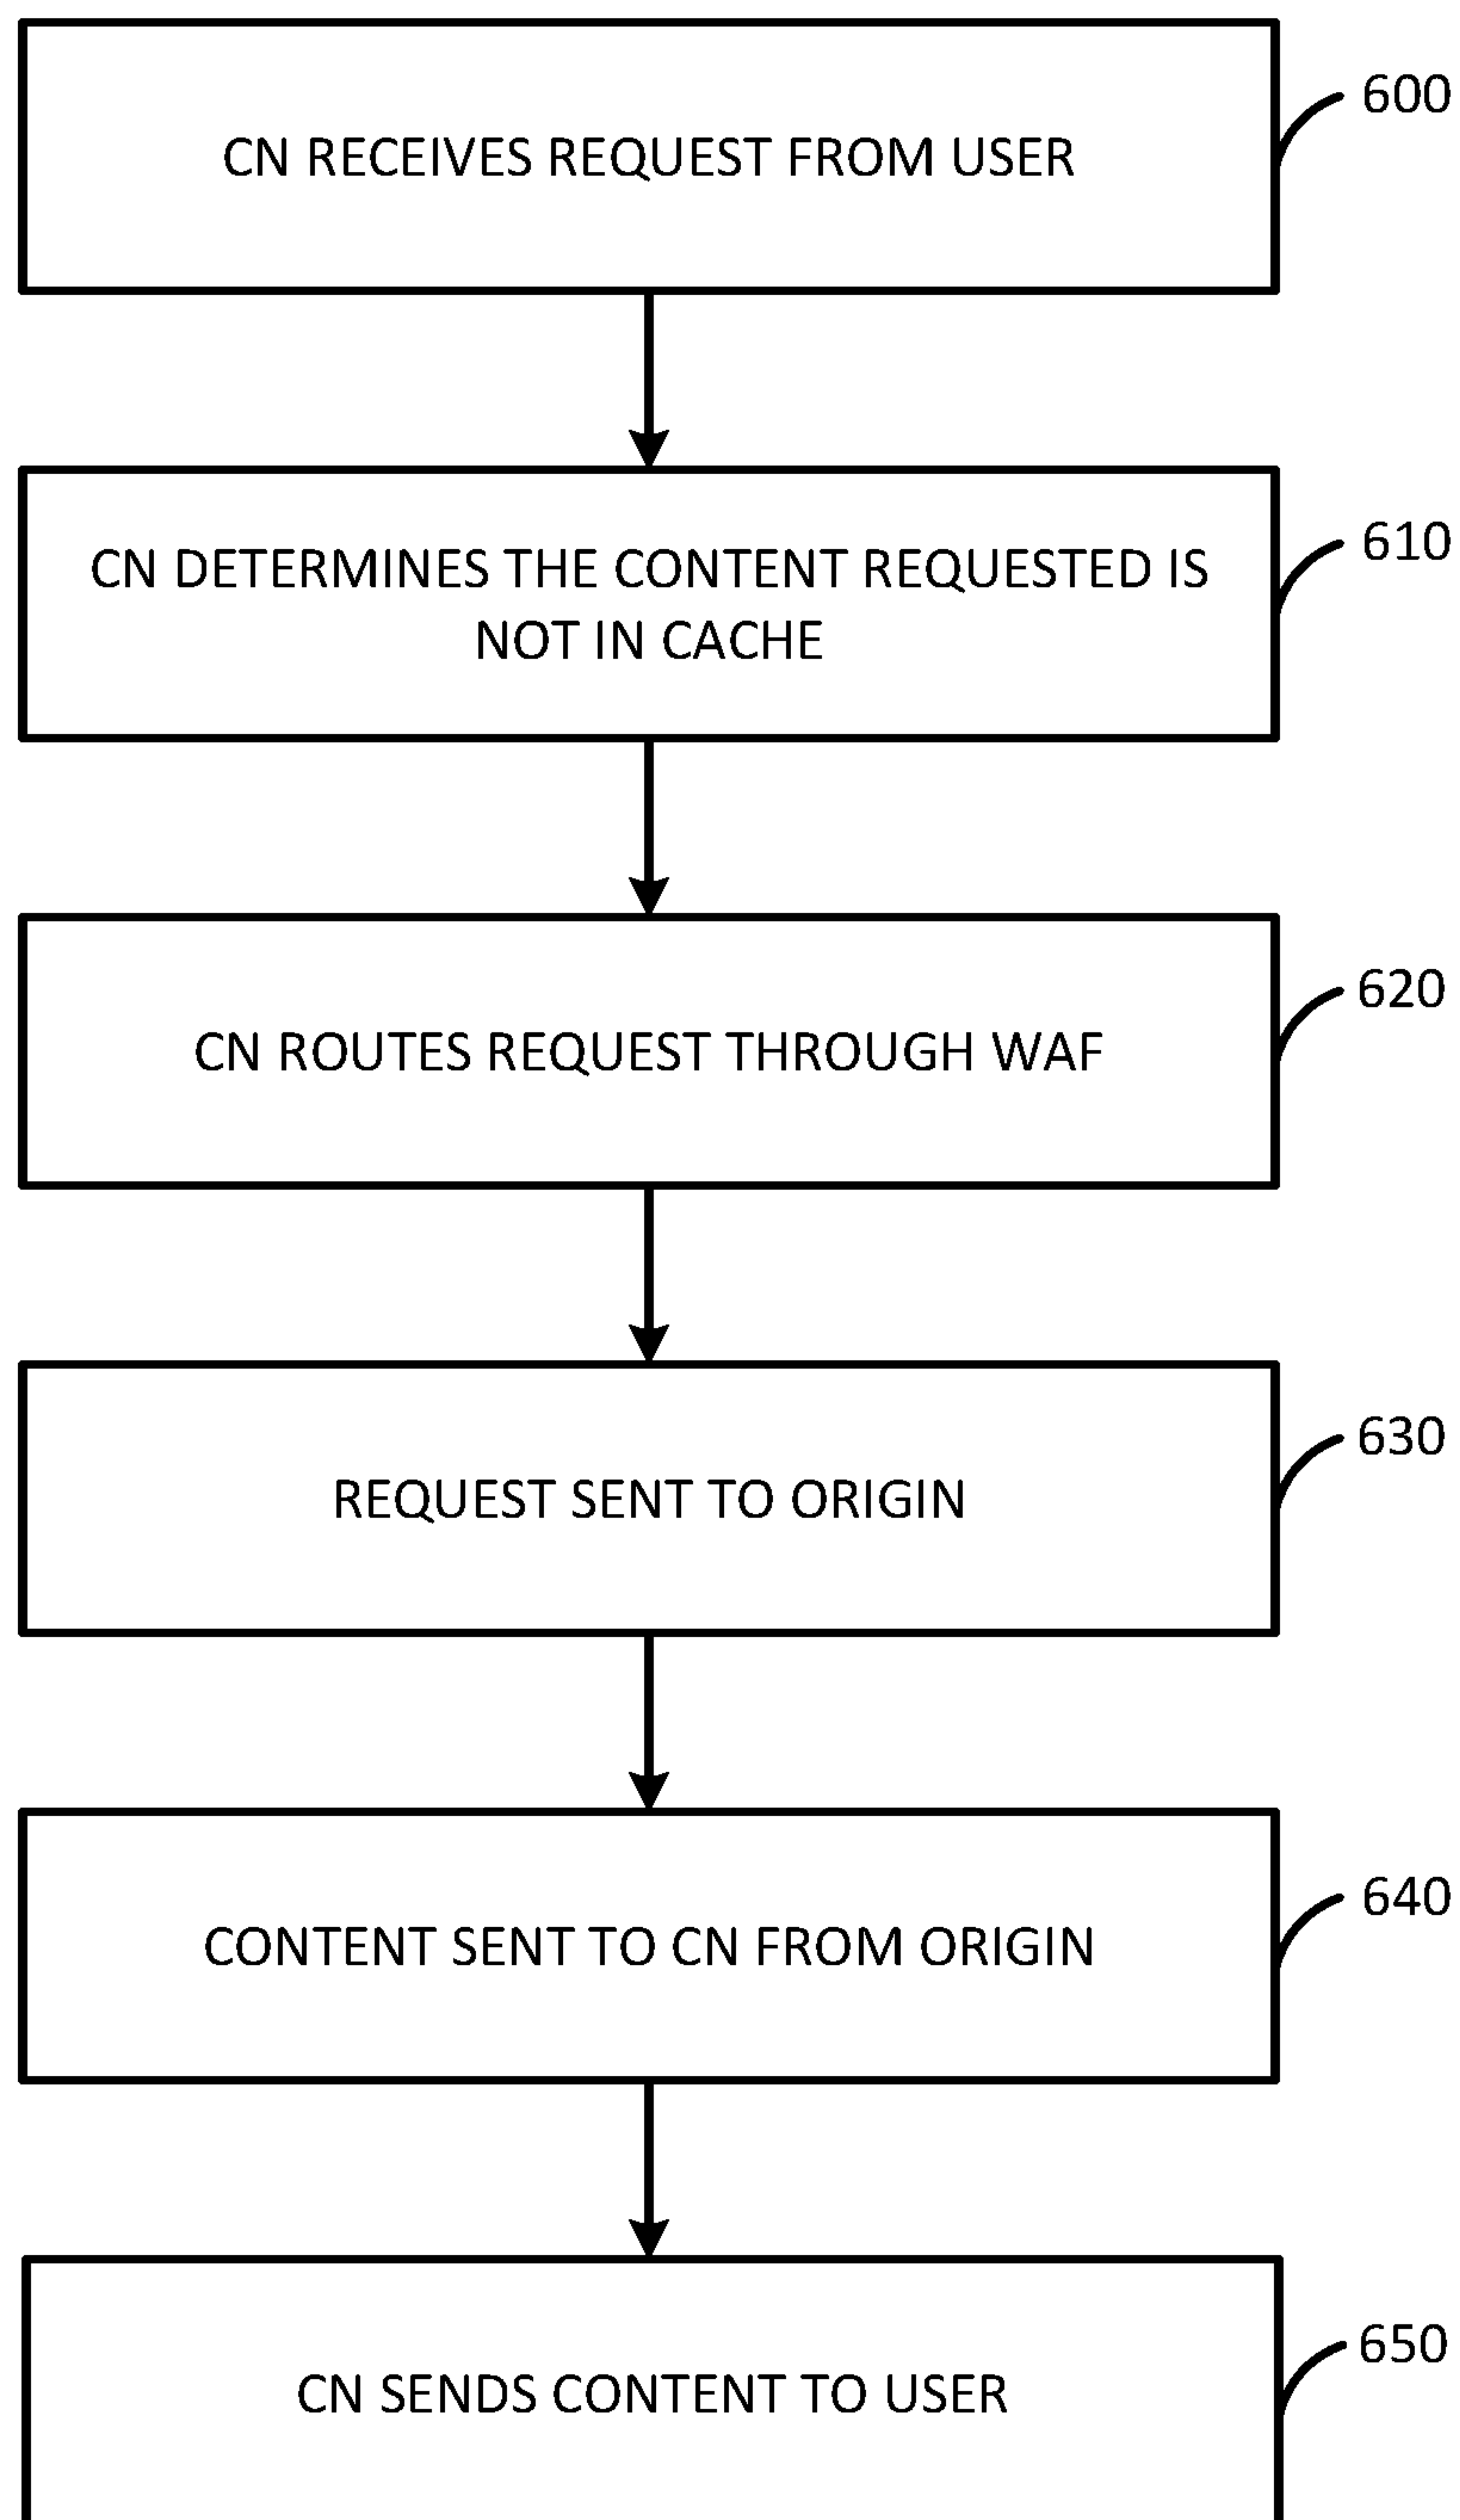 CN RECEIVES REQUEST FROM USER
600
CN DETERMINES THE CONTENT REQUESTED IS
NOT IN CACHE
610
CN ROUTES REQUEST THROUGH WAF
620
REQUEST SENT TO ORIGIN
630
CONTENT SENT TO CN FROM ORIGIN
640
CN SENDS CONTENT TO USER
650